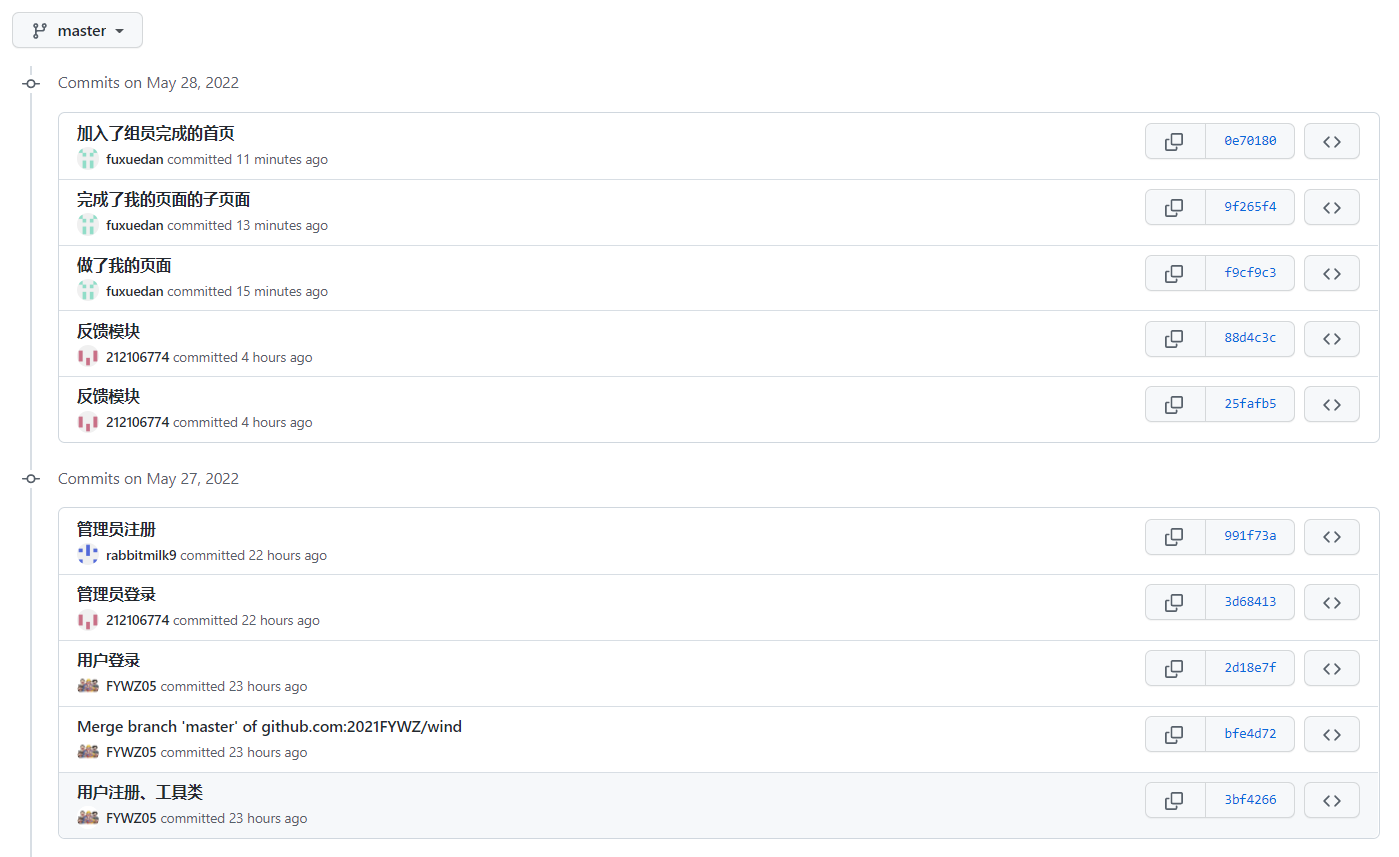 master
Commits on May 28, 2022
加入了组员完成的首页
fuxuedan committed 11 minutes ago
0e70180
完成了我的页面的子页面
fuxuedan committed 13 minutes ago
9f265f4
做了我的页面
fuxuedan committed 15 minutes ago
f9cf9c3
反馈模块
212106774 committed 4 hours ago
88d4c3c
反馈模块
212106774 committed 4 hours ago
25fafb5
Commits on May 27, 2022
管理员注册
rabbitmilk9 committed 22 hours ago
991f73a
管理员登录
212106774 committed 22 hours ago
3d68413
用户登录
FYWZ05 committed 23 hours ago
2d18e7f
Merge branch 'master' of github.com:2021FYWZ/wind
FYWZ05 committed 23 hours ago
bfe4d72
用户注册、工具类
FYWZ05 committed 23 hours ago
3bf4266